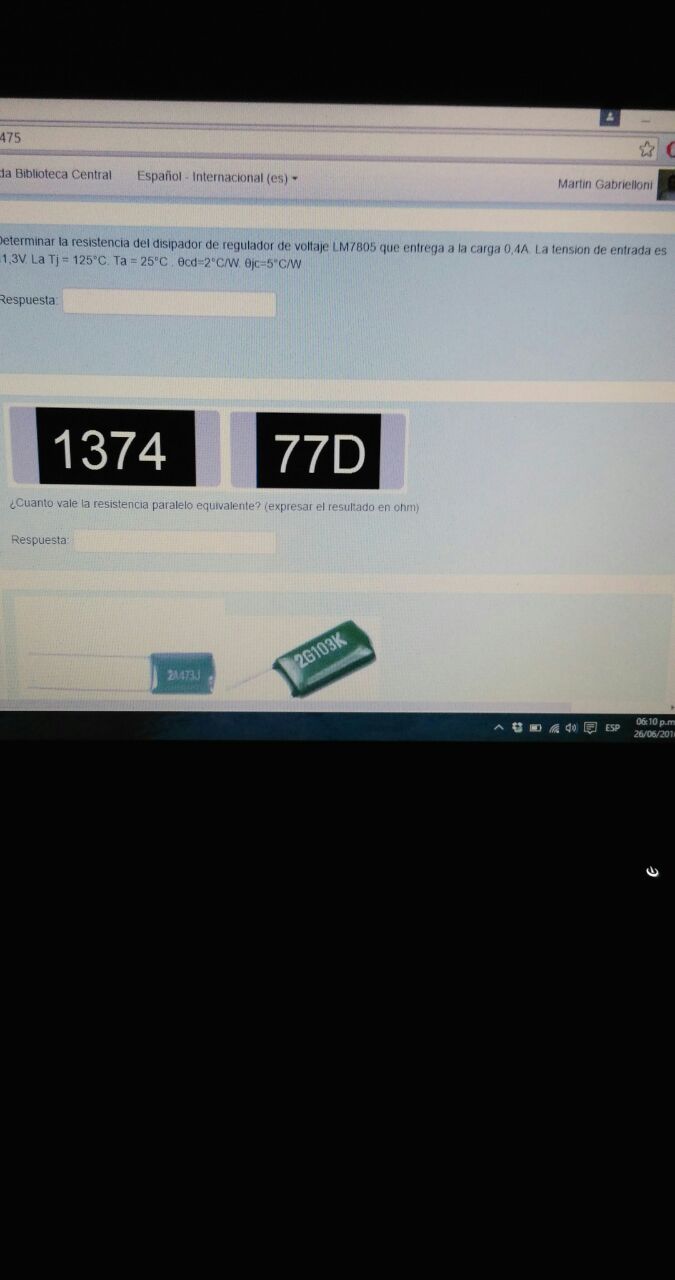 475
da Biblioteca Central Español - Internacional (es)
Martin Gabrielloni
Determinar la resistencia del disipador de regulador de voltaje LM7805 que entrega a la carga 0,4A. La tension de entrada es
1,3V. La Tj = 125°C. Ta = 25°C . θcd=2°C/W. θjc=5°C/W
Respuesta:
1374 77D
¿Cuanto vale la resistencia paralelo equivalente? (expresar el resultado en ohm)
Respuesta:
2G103K
2A473J
ESP
06:10 p.m
26/06/201